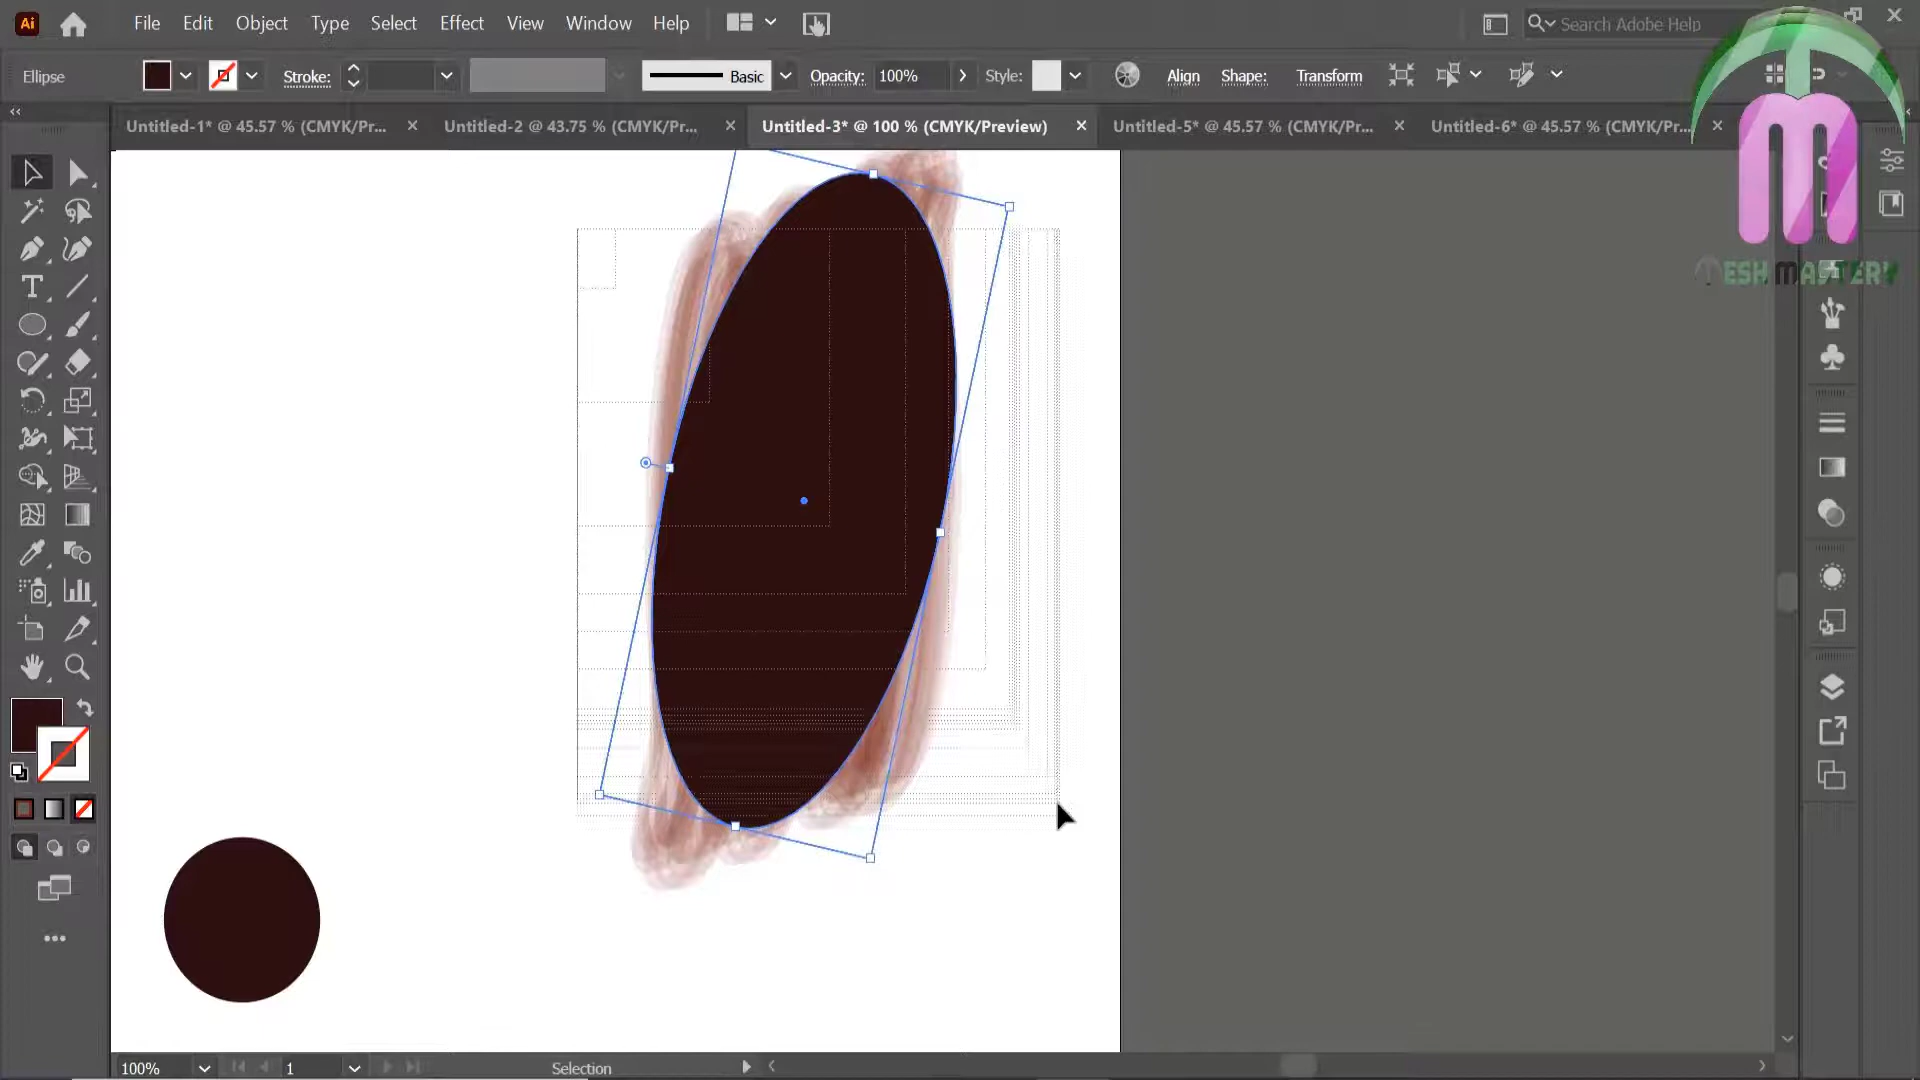 Ai File Edit Object Type Select Effect View Window Help Search Adobe Help
Ellipse Stroke: Basic Opacity: 100% Style: Align Shape: Transform
Untitled-1* @ 45.57 % (CMYK/Pr... Untitled-2 @ 43.75 % (CMYK/Pr... Untitled-3* @ 100 % (CMYK/Preview) Untitled-5* @ 45.57 % (CMYK/Pr... Untitled-6* @ 45.57 % (CMYK/Pr...
TESH MASTERY
100% 1 Selection